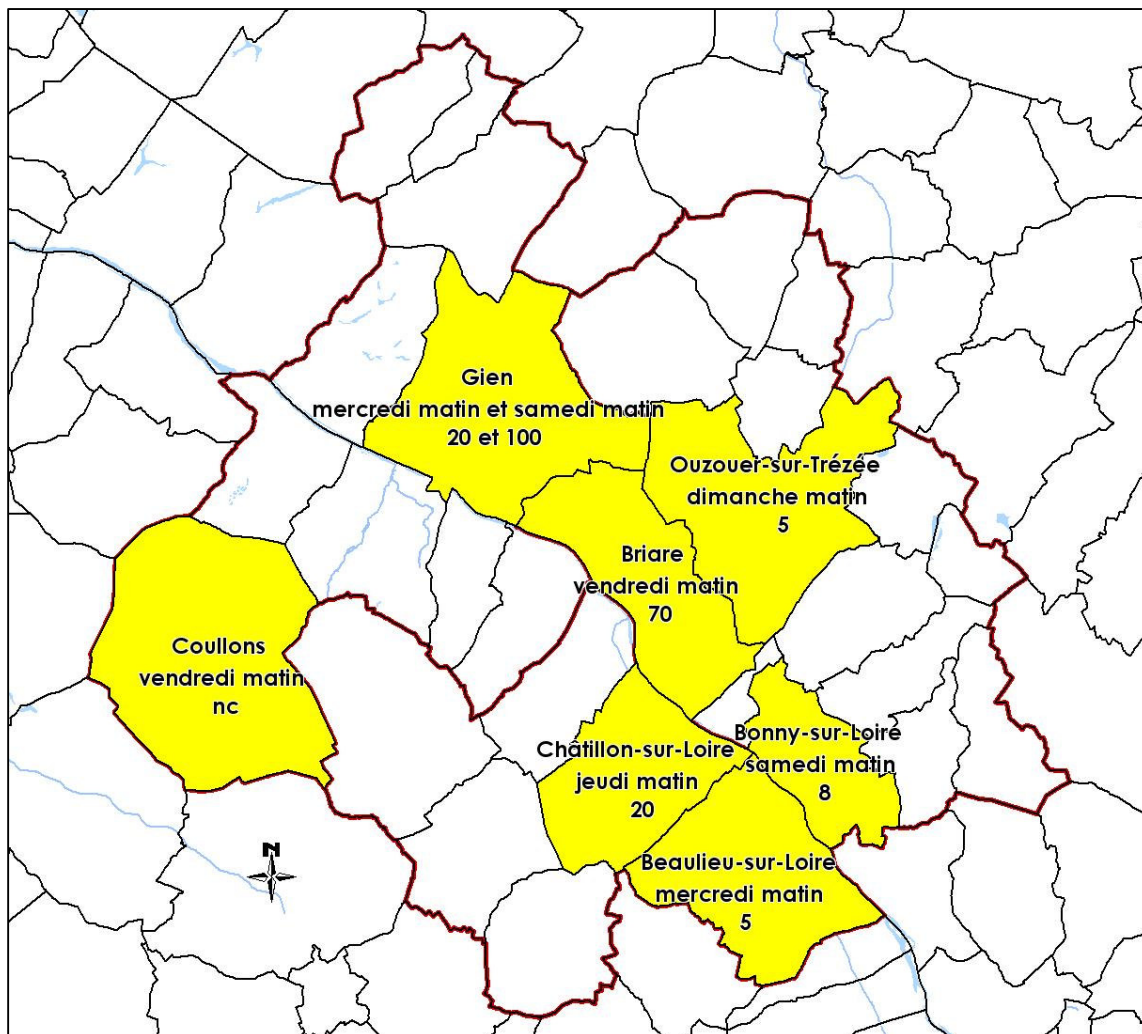 Gien
mercredi matin et samedi matin
20 et 100
Ouzouer-sur-Trézée
dimanche matin
5
Briare
vendredi matin
70
Coullons
vendredi matin
nc
Châtillon-sur-Loire
jeudi matin
20
Bonny-sur-Loire
samedi matin
8
Beaulieu-sur-Loire
mercredi matin
5
N